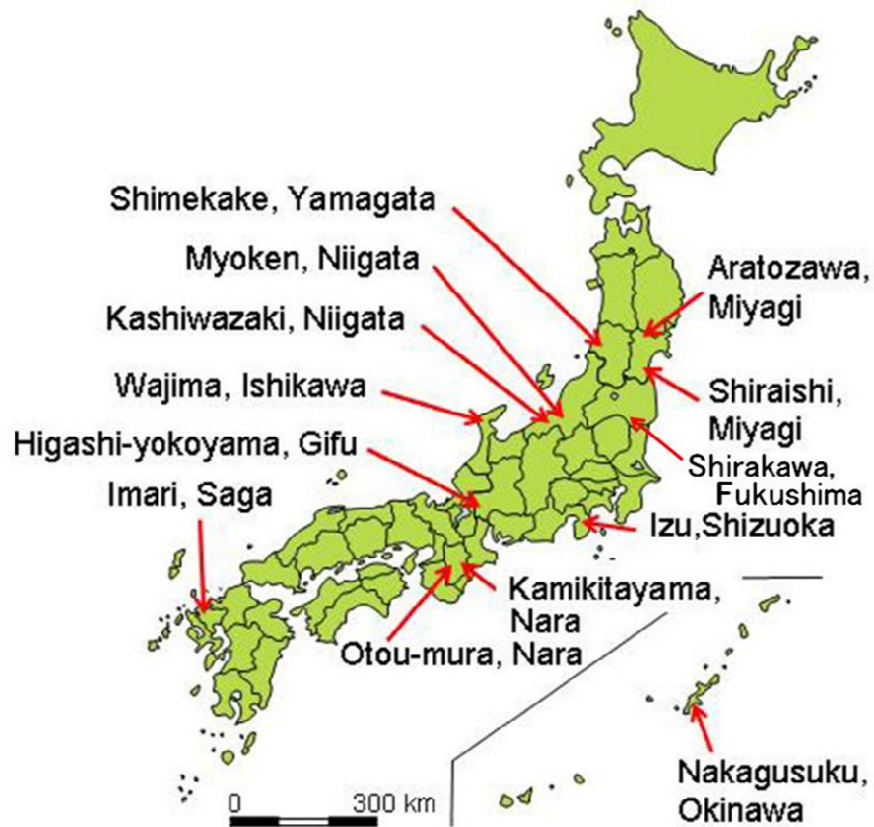 Shimekake, Yamagata
Myoken, Niigata
Kashiwazaki, Niigata
Wajima, Ishikawa
Higashi-yokoyama, Gifu
Imari, Saga
Aratozawa,
Miyagi
Shiraishi,
Miyagi
Shirakawa,
Fukushima
Izu,Shizuoka
Kamikitayama,
Nara
Otou-mura, Nara
Nakagusuku,
Okinawa
0 300 km